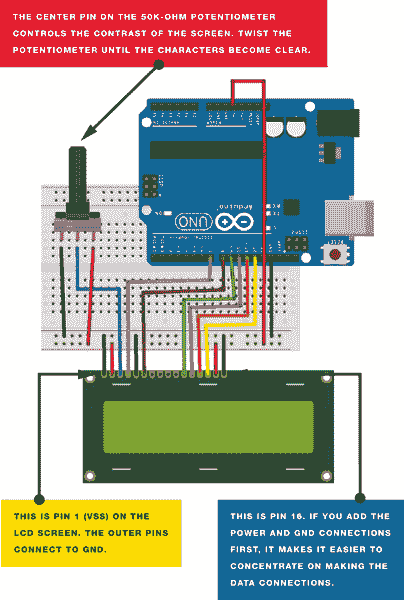 THE CENTER PIN ON THE 50K-OHM POTENTIOMETER
CONTROLS THE CONTRAST OF THE SCREEN. TWIST THE
POTENTIOMETER UNTIL THE CHARACTERS BECOME CLEAR.
Arduino
UNO
THIS IS PIN 1 (VSS) ON THE
LCD SCREEN. THE OUTER PINS
CONNECT TO GND.
THIS IS PIN 16. IF YOU ADD THE
POWER AND GND CONNECTIONS
FIRST, IT MAKES IT EASIER TO
CONCENTRATE ON MAKING THE
DATA CONNECTIONS.